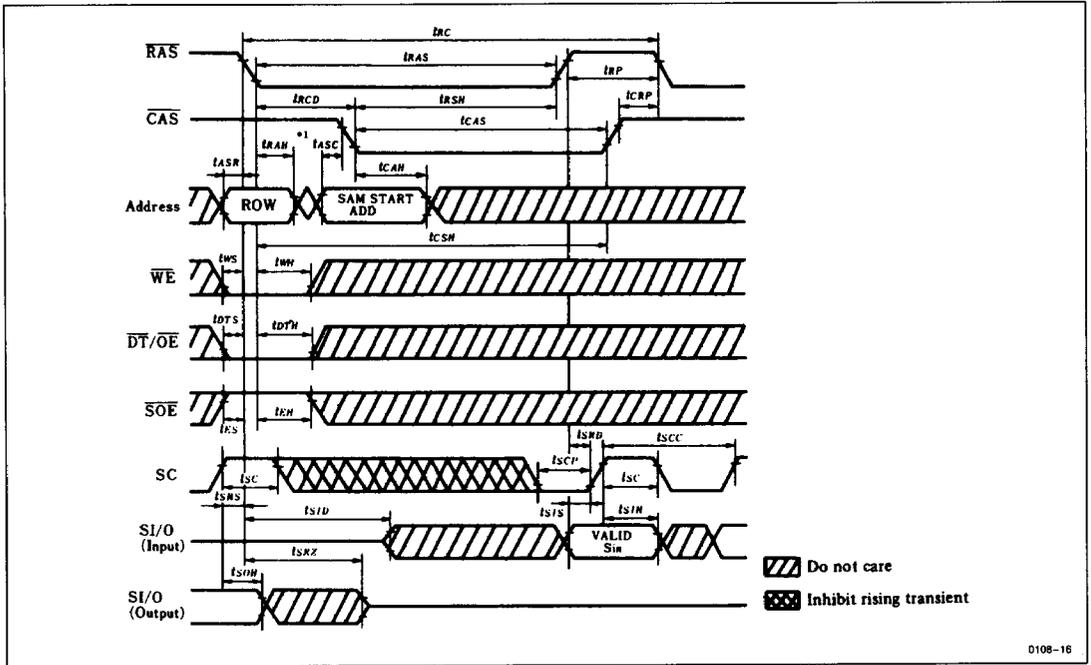 tRC
RAS
tRAS
tRP
tRCD
tRSH
tCRP
CAS
tCAS
*1
tRAH
tASC
tASR
tCAH
Address
ROW
SAM START
ADD
tCSH
tWS
tWH
WE
tDTS
tDTH
DT/OE
SOE
tES
tEH
tSRD
tSCC
SC
tSC
tSCP
tSC
tSRS
tSIS
tSIH
tSID
SI/O
(Input)
VALID
Sin
tSRZ
Do not care
tSOH
SI/O
(Output)
Inhibit rising transient
0108-16